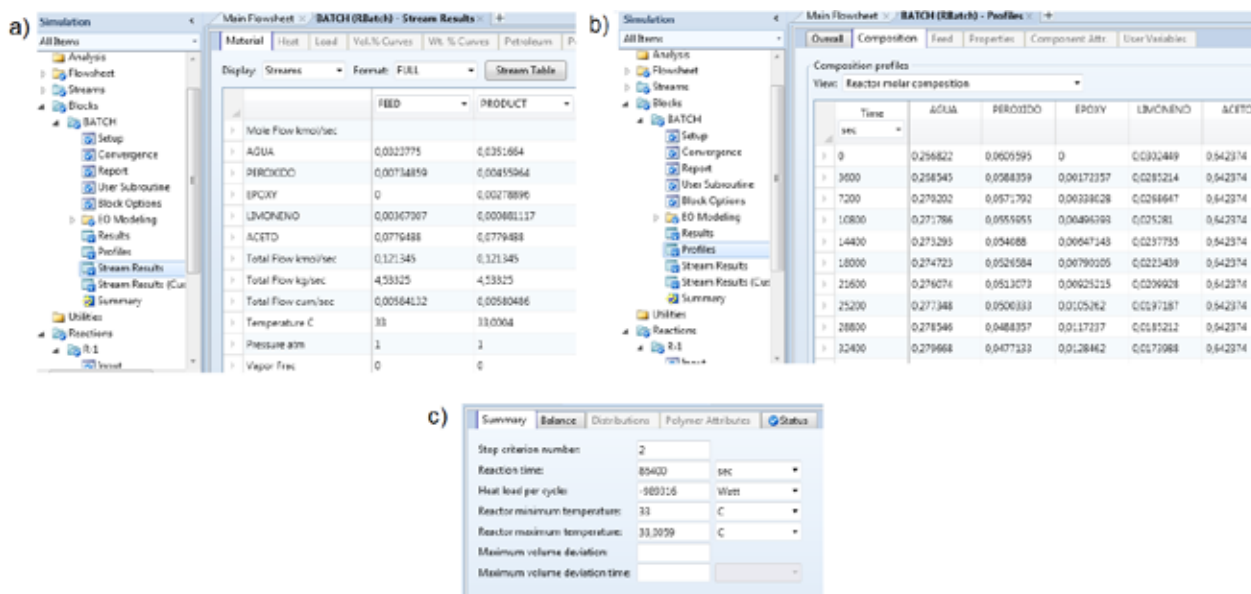 a)
Simulation
All Items
Analysis
Flowsheet
Streams
Blocks
BATCH
Setup
Convergence
Report
User Subroutine
Block Options
EO Modeling
Results
Profiles
Stream Results
Stream Results (Cus
Summary
Utilities
Reactions
R-1
Input
Main Flowsheet × BATCH (RBatch) - Stream Results × +
Material Heat Load Vol.% Curves Wt. % Curves Petroleum
Display: Streams Format: FULL Stream Table
FEED PRODUCT
Mole Flow kmol/sec
AGUA 0,0323775 0,0351664
PEROXIDO 0,00734859 0,00455964
EPOXY 0 0,00278896
LIMONENO 0,00367007 0,000881117
ACETO 0,0779488 0,0779488
Total Flow kmol/sec 0,121345 0,121345
Total Flow kg/sec 4,53325 4,53325
Total Flow cum/sec 0,00584132 0,00580486
Temperature C 33 33,0004
Pressure atm 1 1
Vapor Frac 0 0
b)
Simulation
All Items
Analysis
Flowsheet
Streams
Blocks
BATCH
Setup
Convergence
Report
User Subroutine
Block Options
EO Modeling
Results
Profiles
Stream Results
Stream Results (Cus
Summary
Utilities
Reactions
R-1
Input
Main Flowsheet × BATCH (RBatch) - Profiles × +
Overall Composition Feed Properties Component Attr. User Variables
Composition profiles
View: Reactor molar composition
Time AGUA PEROXIDO EPOXY LIMONENO ACETO
sec
0 0,266822 0,0605595 0 0,0302449 0,642374
3600 0,268545 0,0588359 0,00172357 0,0285214 0,642374
7200 0,270202 0,0571792 0,00338028 0,0268647 0,642374
10800 0,271786 0,0555955 0,00496393 0,025281 0,642374
14400 0,273293 0,054088 0,00647143 0,0237735 0,642374
18000 0,274723 0,0526584 0,00790105 0,0223439 0,642374
21600 0,276074 0,0513073 0,00925215 0,0209928 0,642374
25200 0,277348 0,0500333 0,0105262 0,0197187 0,642374
28800 0,278546 0,0488357 0,0117237 0,0185212 0,642374
32400 0,279668 0,0477133 0,0128462 0,0173988 0,642374
c)
Summary Balance Distributions Polymer Attributes Status
Stop criterion number: 2
Reaction time: 86400 sec
Heat load per cycle: -989316 Watt
Reactor minimum temperature: 33 C
Reactor maximum temperature: 33,0059 C
Maximum volume deviation:
Maximum volume deviation time: